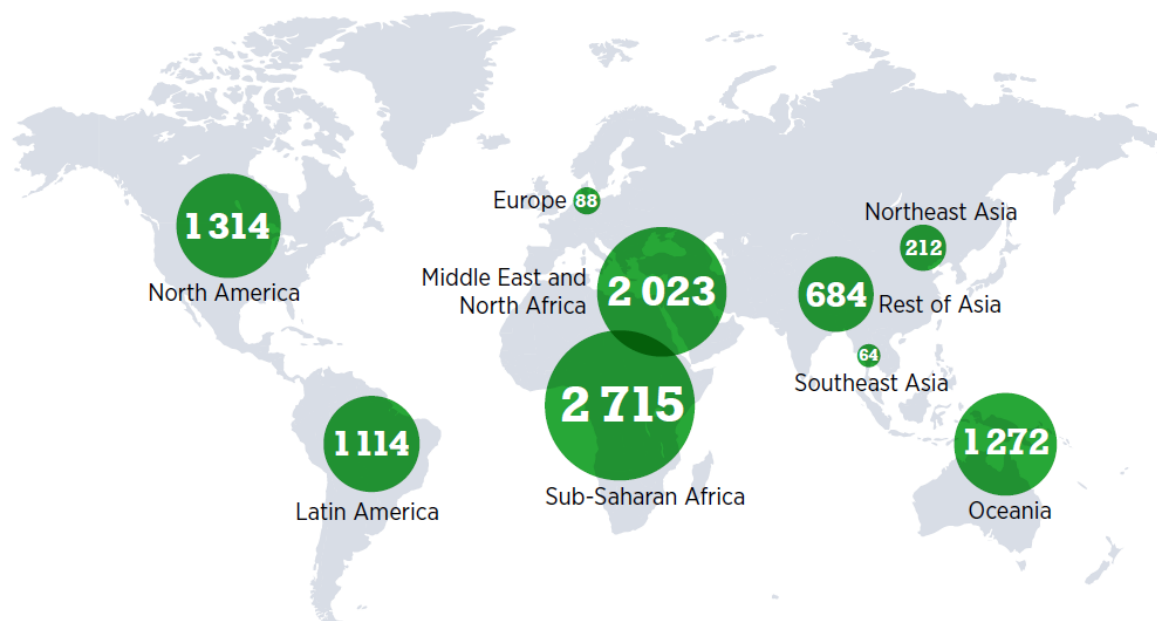 1 314
North America
1 114
Latin America
Europe 88
Middle East and
North Africa
2 023
2 715
Sub-Saharan Africa
Northeast Asia
212
684
Rest of Asia
64
Southeast Asia
1 272
Oceania